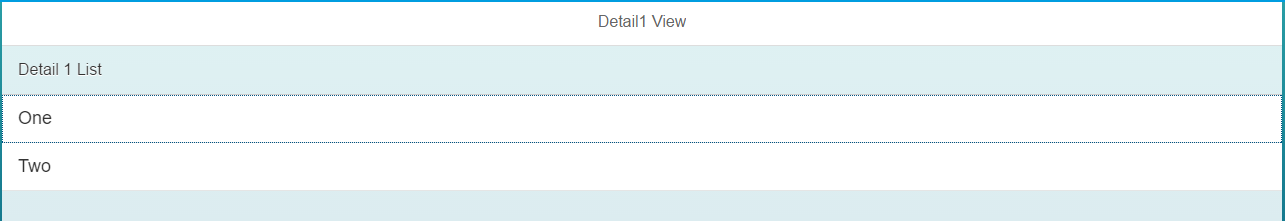 Detail1 View
Detail 1 List
One
Two